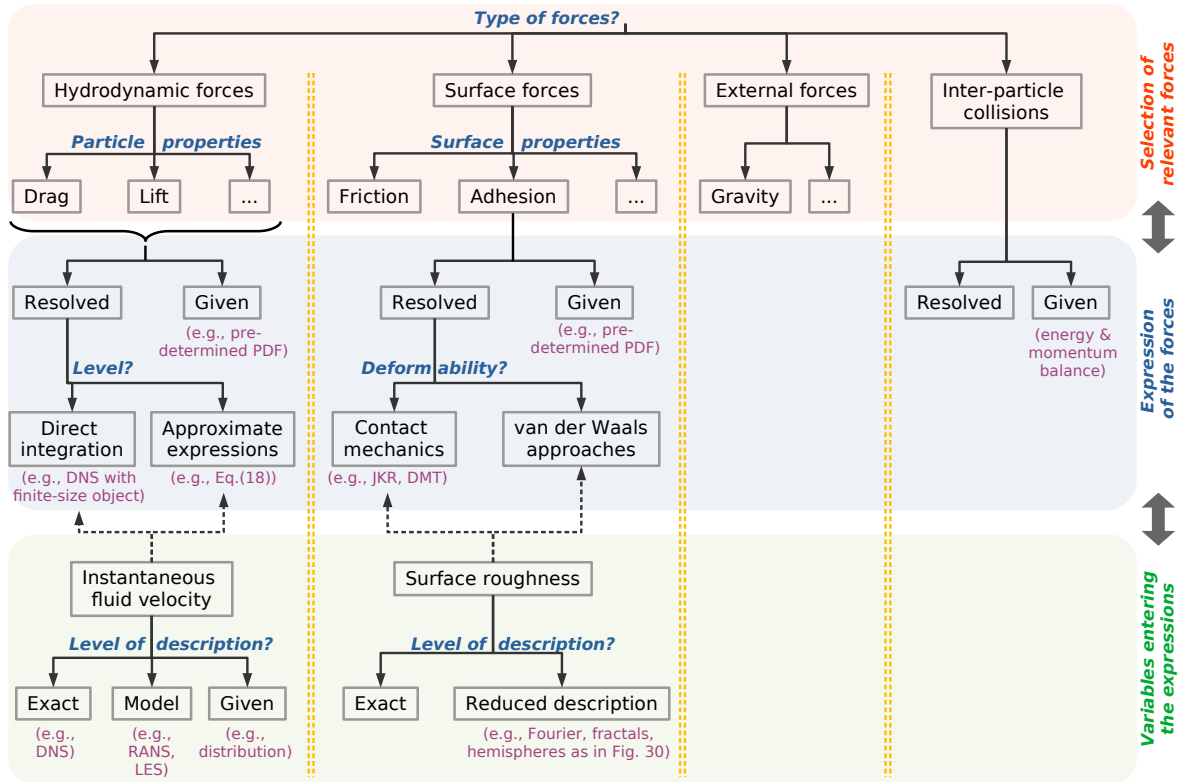 Type of forces?
Hydrodynamic forces
Surface forces
External forces
Inter-particle
collisions
Particle properties
Surface properties
Drag
Lift
...
Friction
Adhesion
...
Gravity
...
Selection of
relevant forces
Resolved
Given
(e.g., pre-
determined PDF)
Resolved
Given
(e.g., pre-
determined PDF)
Resolved
Given
(energy &
momentum
balance)
Level?
Deform ability?
Direct
integration
(e.g., DNS with
finite-size object)
Approximate
expressions
(e.g., Eq.(18))
Contact
mechanics
(e.g., JKR, DMT)
van der Waals
approaches
Expression
of the forces
Instantaneous
fluid velocity
Surface roughness
Level of description?
Level of description?
Exact
(e.g.,
DNS)
Model
(e.g.,
RANS,
LES)
Given
(e.g.,
distribution)
Exact
Reduced description
(e.g., Fourier, fractals,
hemispheres as in Fig. 30)
Variables entering
the expressions